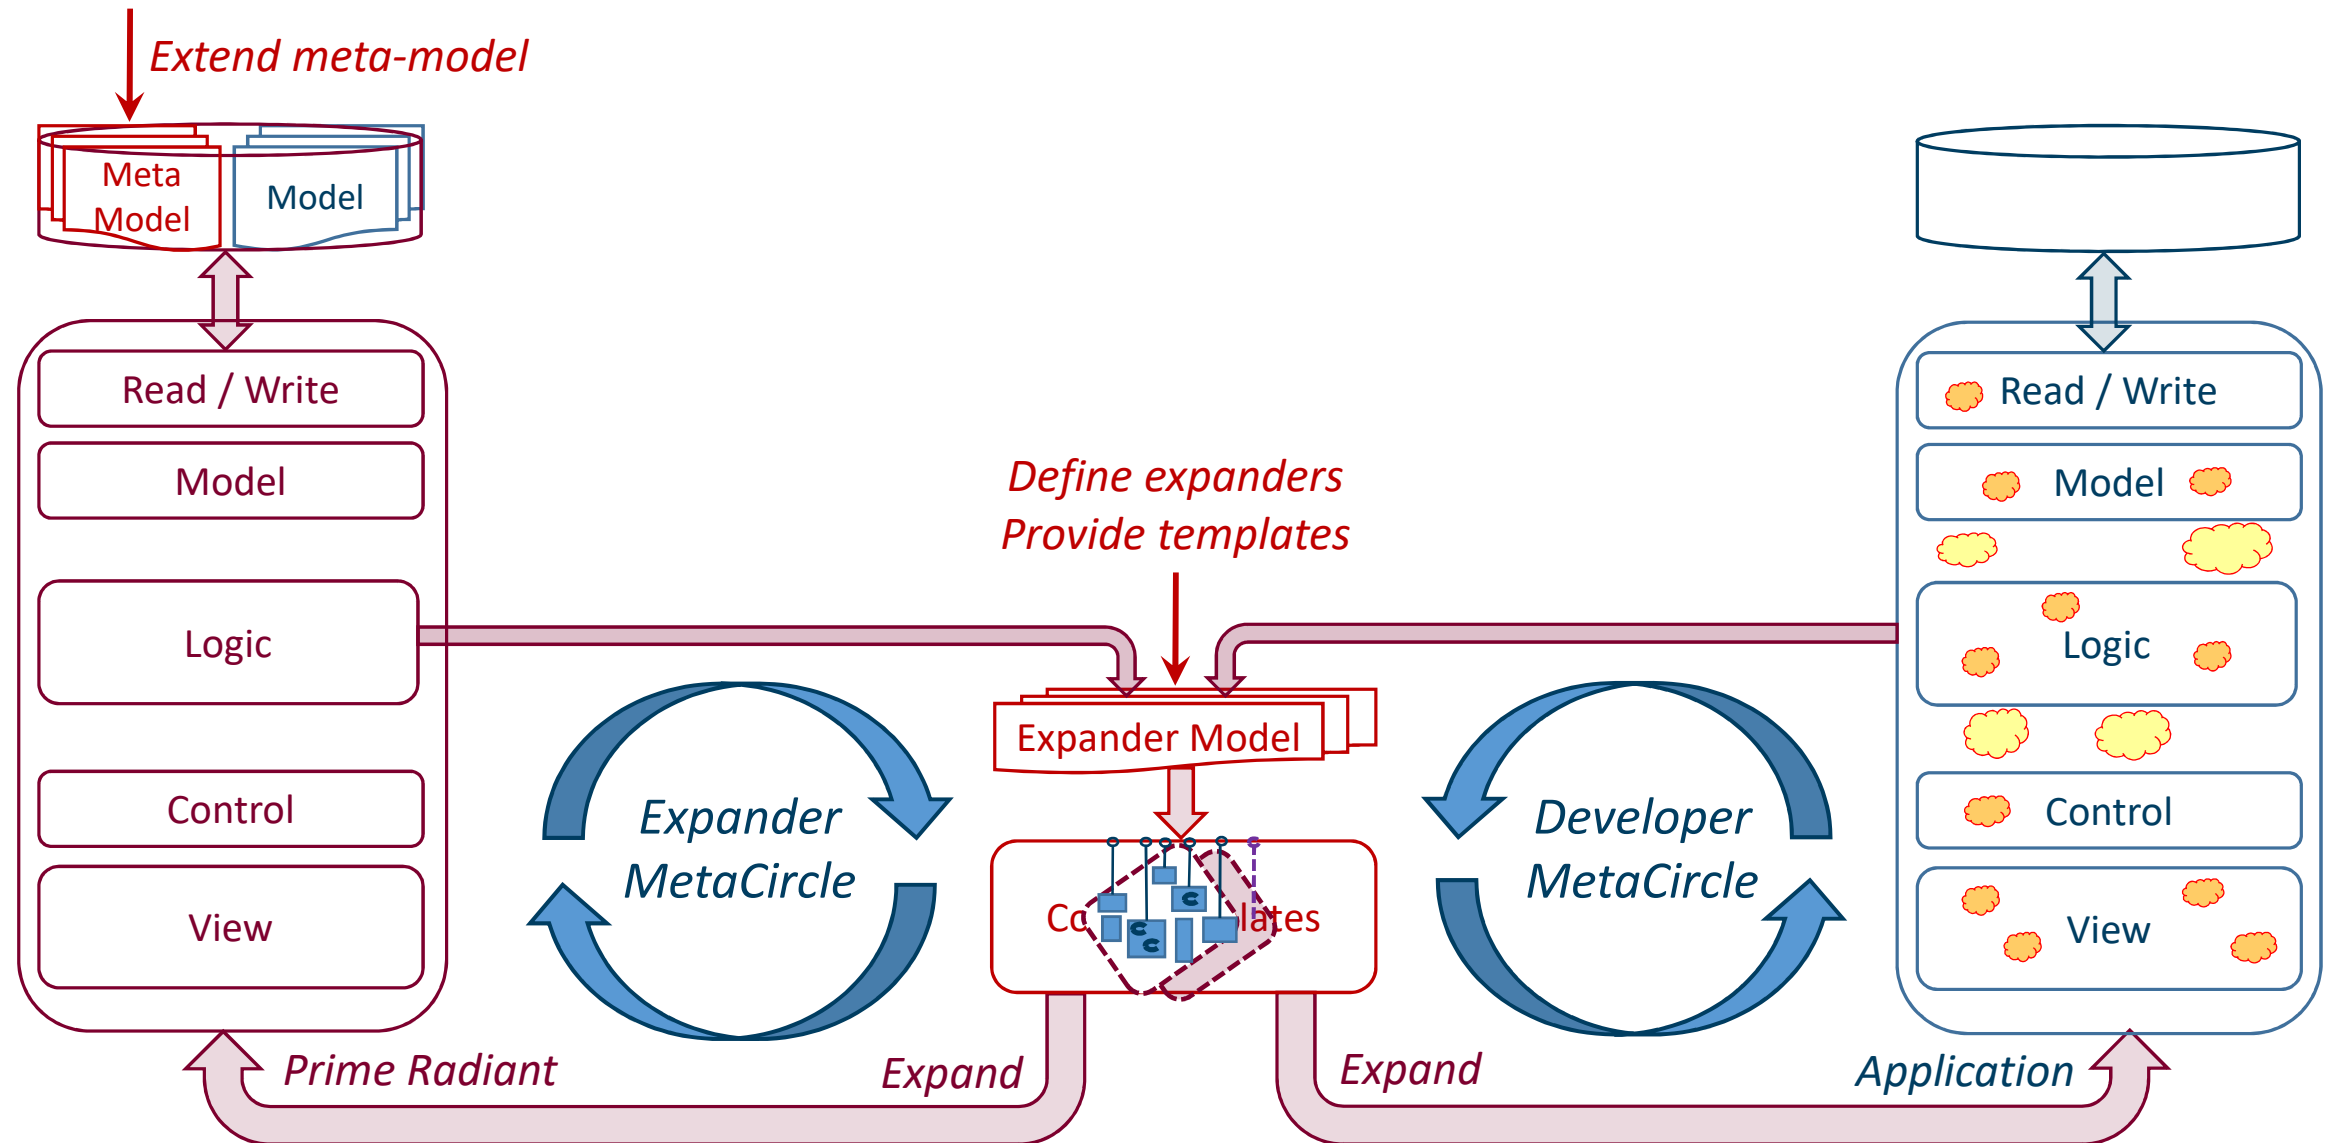 Extend meta-model
Meta
Model
Model
Read / Write
Model
Logic
Control
View
Prime Radiant
Expander
MetaCircle
Define expanders
Provide templates
Expander Model
Expand
Expand
Developer
MetaCircle
Read / Write
Model
Logic
Control
View
Application